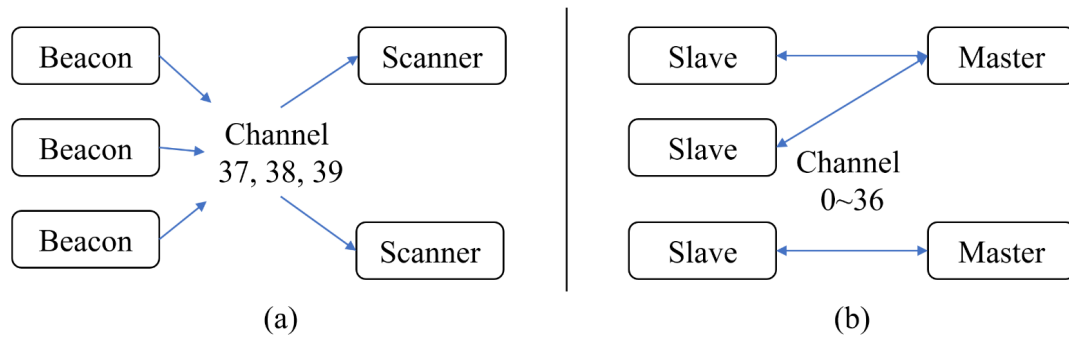 Beacon
Scanner
Beacon
Channel
37, 38, 39
Beacon
Scanner
(a)
Slave
Master
Slave
Channel
0~36
Slave
Master
(b)